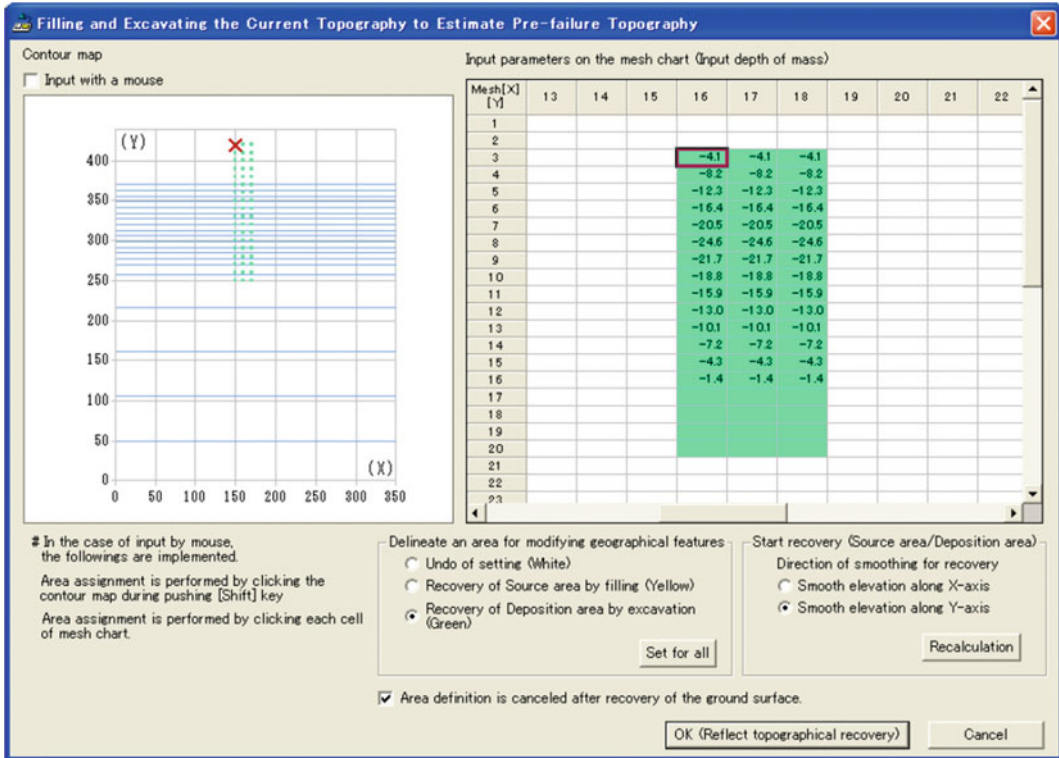 Filling and Excavating the Current Topography to Estimate Pre-failure Topography
Contour map
Input with a mouse
(Y)
400
350
300
250
200
150
100
50
0
(X)
0 50 100 150 200 250 300 350
# In the case of input by mouse,
the followings are implemented.
Area assignment is performed by clicking the
contour map during pushing [Shift] key
Area assignment is performed by clicking each cell
of mesh chart.
Input parameters on the mesh chart (Input depth of mass)
Mesh[X] 13 14 15 16 17 18 19 20 21 22
[Y]
1
2
3 -4.1 -4.1 -4.1
4 -8.2 -8.2 -8.2
5 -12.3 -12.3 -12.3
6 -16.4 -16.4 -16.4
7 -20.5 -20.5 -20.5
8 -24.6 -24.6 -24.6
9 -21.7 -21.7 -21.7
10 -18.8 -18.8 -18.8
11 -15.9 -15.9 -15.9
12 -13.0 -13.0 -13.0
13 -10.1 -10.1 -10.1
14 -7.2 -7.2 -7.2
15 -4.3 -4.3 -4.3
16 -1.4 -1.4 -1.4
17
18
19
20
21
22
23
Delineate an area for modifying geographical features
Undo of setting (White)
Recovery of Source area by filling (Yellow)
Recovery of Deposition area by excavation
(Green)
Set for all
Start recovery (Source area/Deposition area)
Direction of smoothing for recovery
Smooth elevation along X-axis
Smooth elevation along Y-axis
Recalculation
Area definition is canceled after recovery of the ground surface.
OK (Reflect topographical recovery)
Cancel